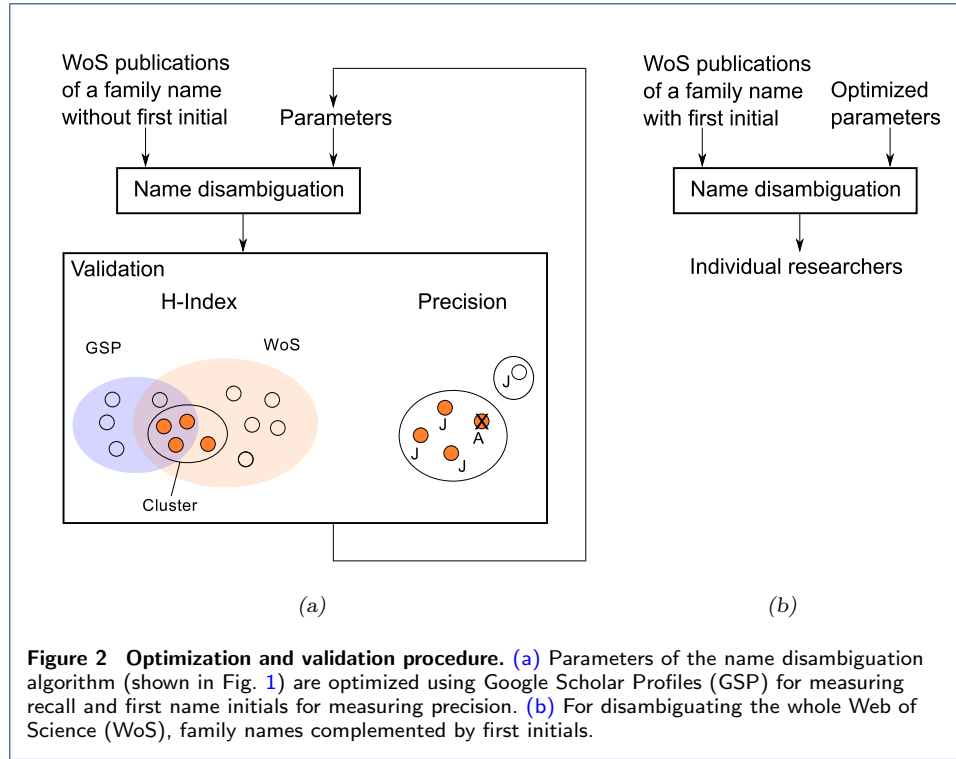 WoS publications
of a family name
without first initial
Parameters
Name disambiguation
Validation
H-Index
Precision
GSP
WoS
Cluster
J
J
A
J
J
(a)
WoS publications
of a family name
with first initial
Optimized
parameters
Name disambiguation
Individual researchers
(b)
Figure 2 Optimization and validation procedure. (a) Parameters of the name disambiguation
algorithm (shown in Fig. 1) are optimized using Google Scholar Profiles (GSP) for measuring
recall and first name initials for measuring precision. (b) For disambiguating the whole Web of
Science (WoS), family names complemented by first initials.